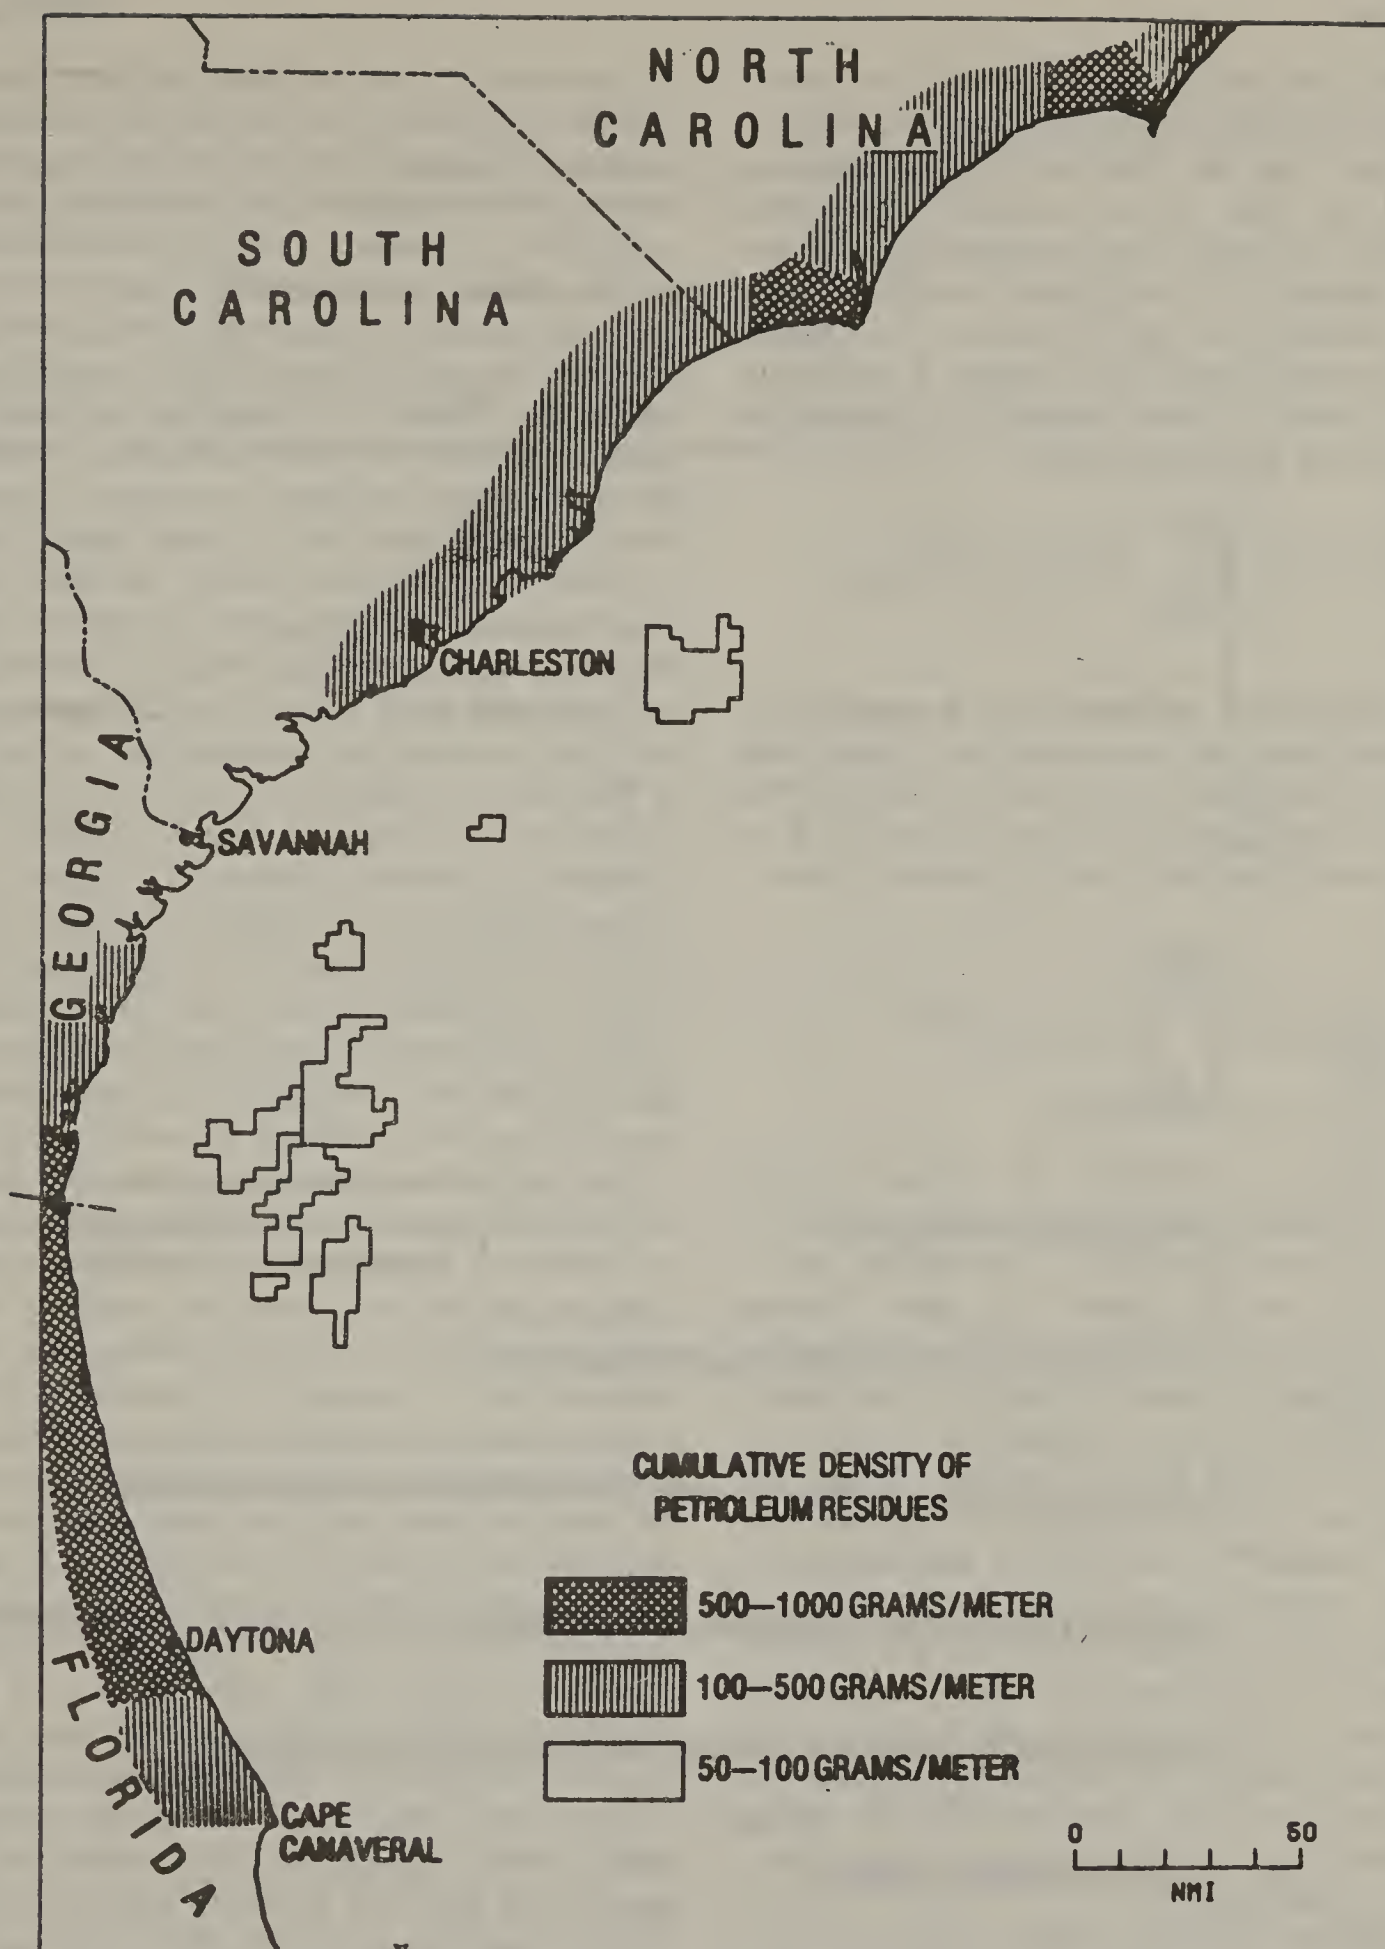 NORTH
CAROLINA
SOUTH
CAROLINA
CHARLESTON
GEORGIA
SAVANNAH
CUMULATIVE DENSITY OF
PETROLEUM RESIDUES
500—1000 GRAMS/METER
DAYTONA
100—500 GRAMS/METER
FLORIDA
50—100 GRAMS/METER
CAPE
CANAVERAL
0 50
NMI